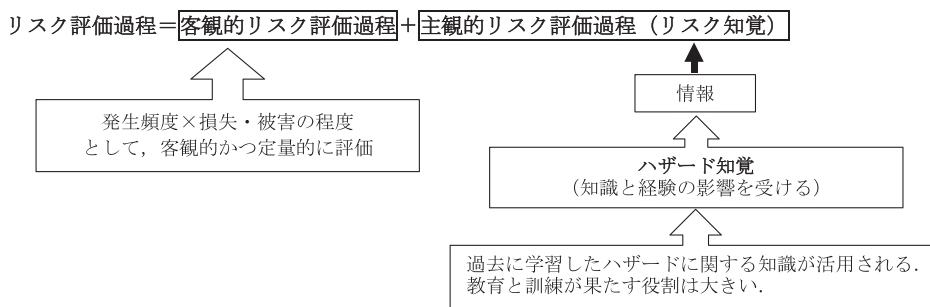 リスク評価過程＝客観的リスク評価過程＋主観的リスク評価過程（リスク知覚）
情報
発生頻度×損失・被害の程度
として，客観的かつ定量的に評価
ハザード知覚
（知識と経験の影響を受ける）
過去に学習したハザードに関する知識が活用される．
教育と訓練が果たす役割は大きい．